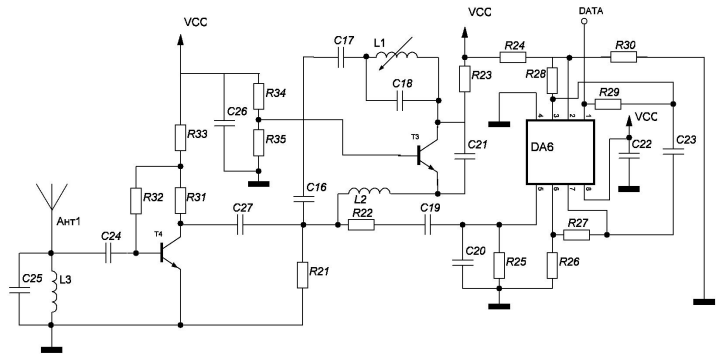 DATA
VCC
VCC
C17
L1
R24
R30
R34
C26
C18
R23
R28
R29
VCC
R33
R35
T3
C21
4
3
2
1
DA6
C22
C23
R32
R31
C16
L2
C27
R22
C19
5
6
7
8
Ант1
C24
T4
R27
C25
L3
R21
C20
R25
R26